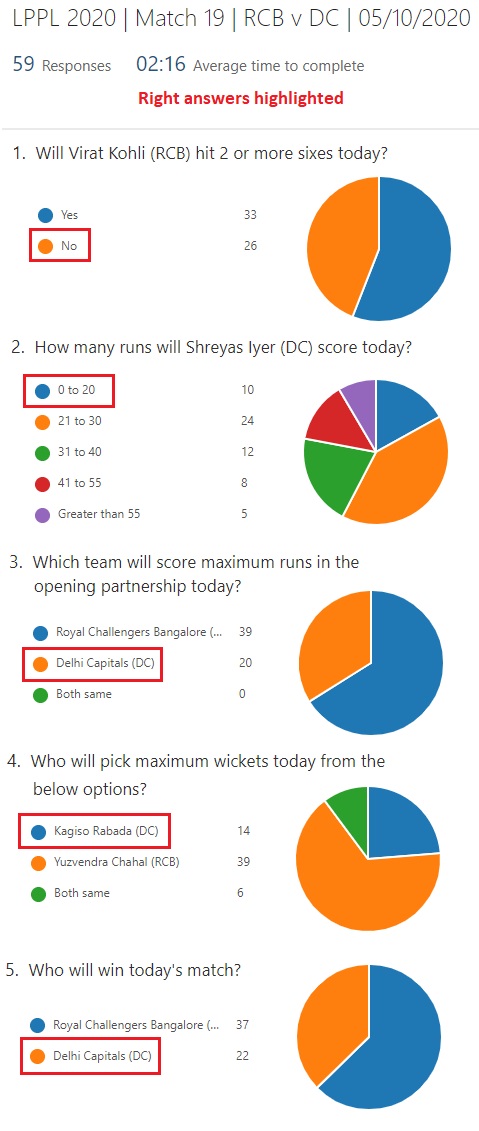 LPPL 2020 | Match 19 | RCB v DC | 05/10/2020
59 Responses 02:16 Average time to complete
Right answers highlighted
1. Will Virat Kohli (RCB) hit 2 or more sixes today?
Yes 33
No 26
2. How many runs will Shreyas Iyer (DC) score today?
0 to 20 10
21 to 30 24
31 to 40 12
41 to 55 8
Greater than 55 5
3. Which team will score maximum runs in the
opening partnership today?
Royal Challengers Bangalore (... 39
Delhi Capitals (DC) 20
Both same 0
4. Who will pick maximum wickets today from the
below options?
Kagiso Rabada (DC) 14
Yuzvendra Chahal (RCB) 39
Both same 6
5. Who will win today's match?
Royal Challengers Bangalore (... 37
Delhi Capitals (DC) 22